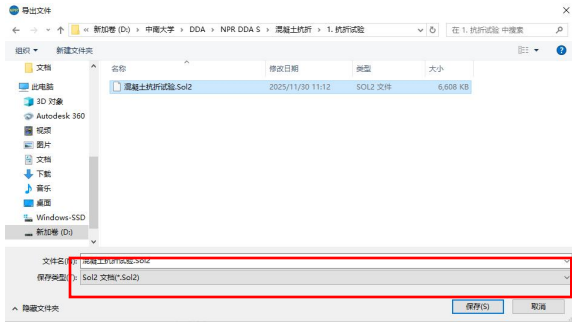 导出文件
« 新加卷 (D:) › 中南大学 › DDA › NPR DDA S › 混凝土抗折 › 1. 抗折试验
在 1. 抗折试验 中搜索
组织 新建文件夹
名称 修改日期 类型 大小
文档
此电脑
3D 对象
Autodesk 360
视频
图片
文档
下载
音乐
桌面
Windows-SSD
新加卷 (D:)
混凝土抗折试验.Sol2 2025/11/30 11:12 SOL2 文件 6,608 KB
文件名(N): 混凝土抗折试验.Sol2
保存类型(T): Sol2 文档(*.Sol2)
隐藏文件夹 保存(S) 取消